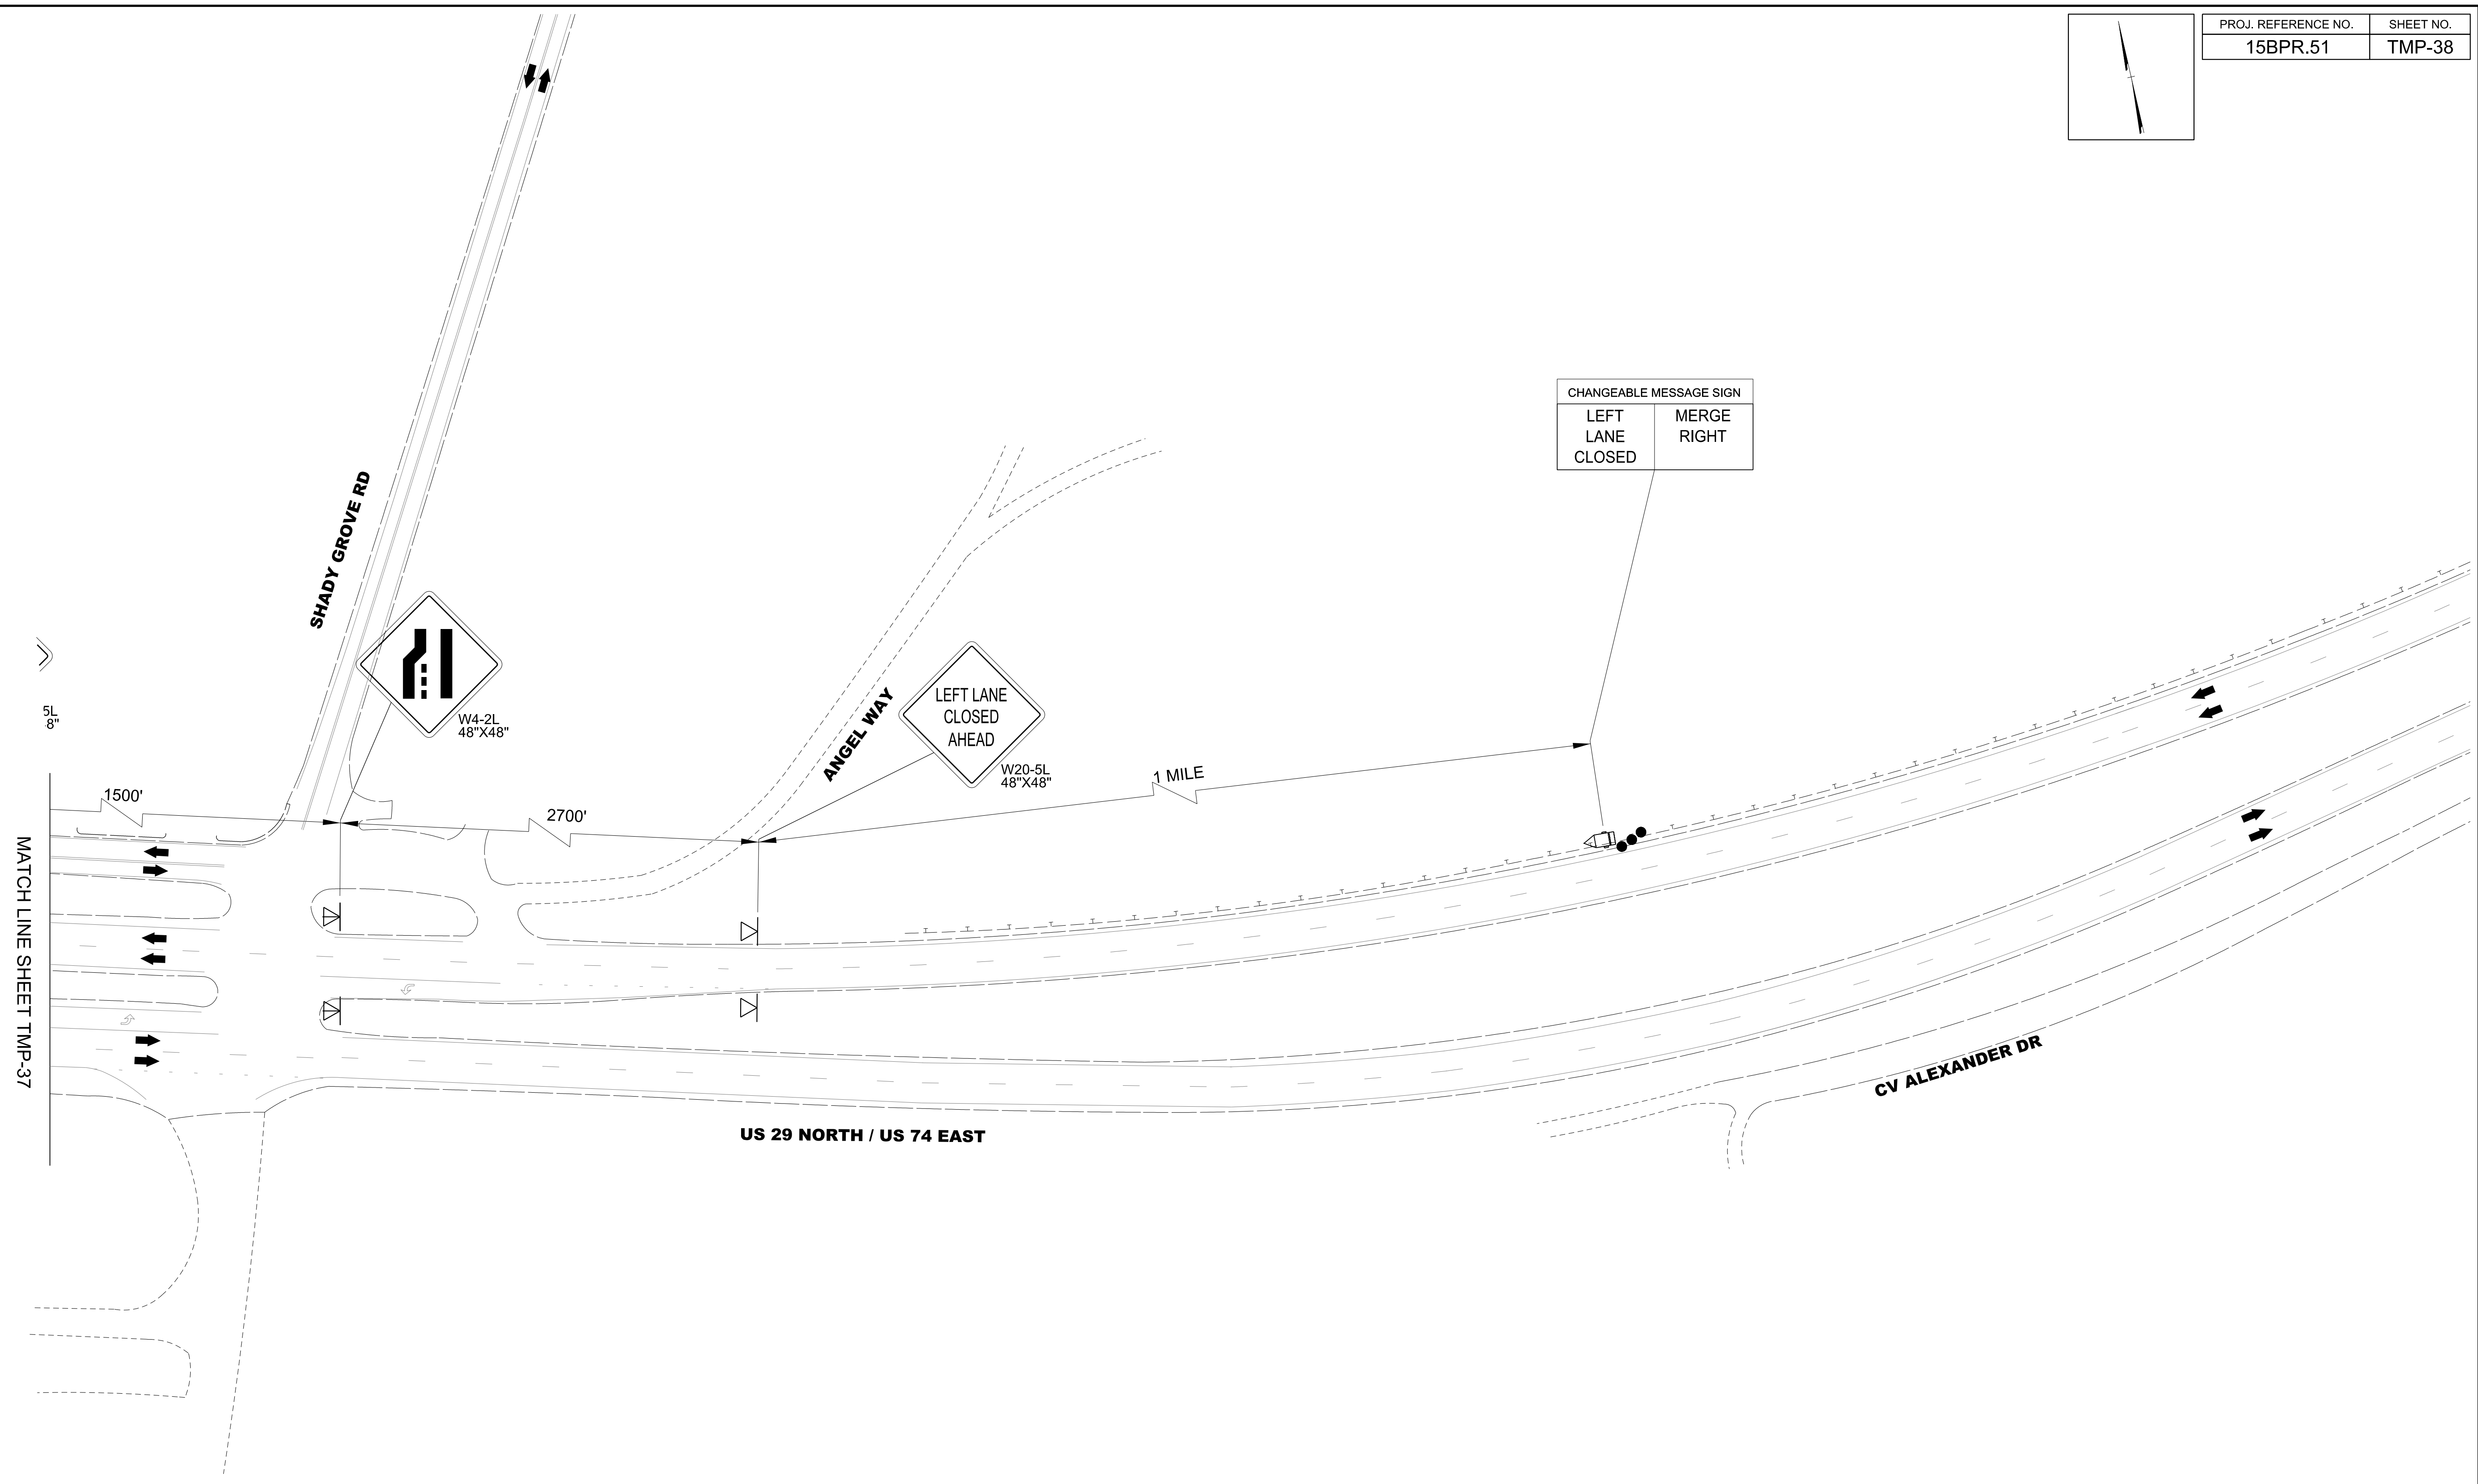 PROJ. REFERENCE NO.
SHEET NO.
15BPR.51
TMP-38
CHANGEABLE MESSAGE SIGN
LEFT
LANE
CLOSED
MERGE
RIGHT
SHADY GROVE RD
W4-2L
48"X48"
ANGEL WAY
LEFT LANE
CLOSED
AHEAD
W20-5L
48"X48"
5L
8"
1500'
2700'
1 MILE
MATCH LINE SHEET TMP-37
CV ALEXANDER DR
US 29 NORTH / US 74 EAST